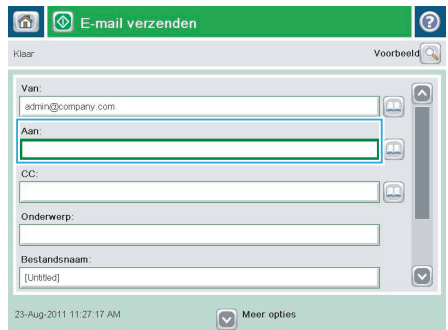 E-mail verzenden
Klaar
Voorbeeld
Van:
admin@company.com
Aan:
CC:
Onderwerp:
Bestandsnaam:
[Untitled]
23-Aug-2011 11:27:17 AM
Meer opties